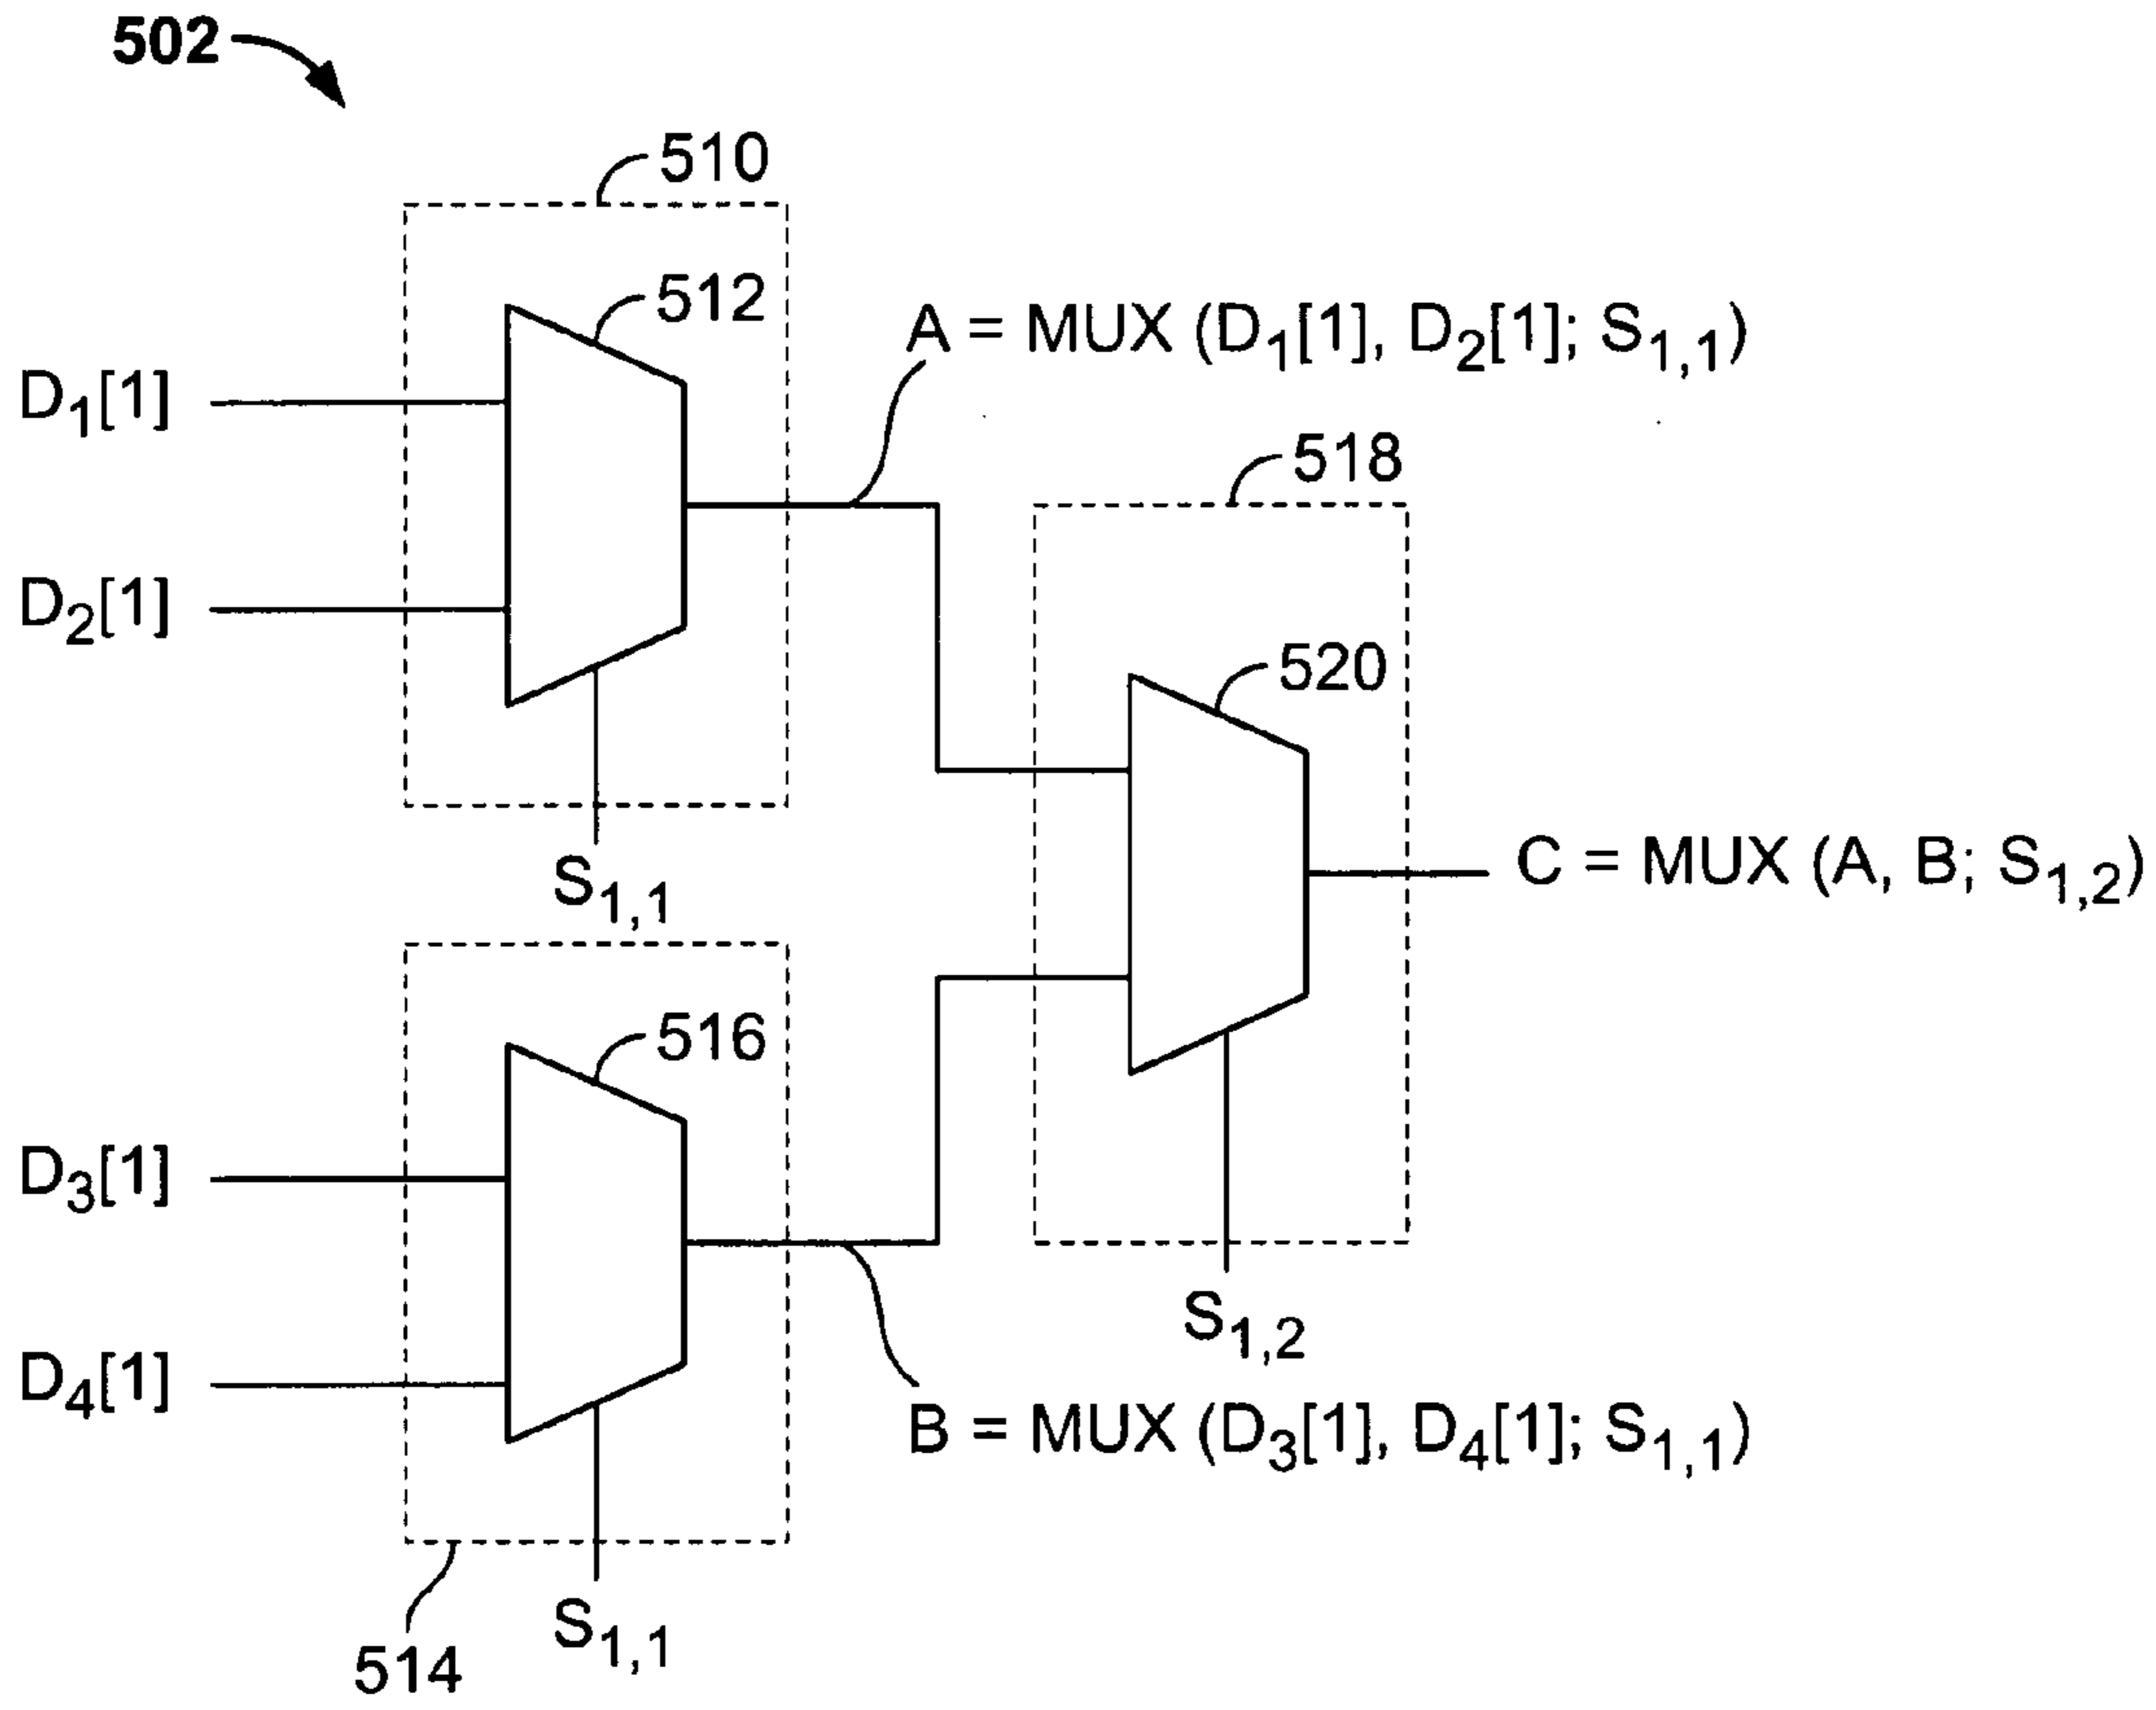 502
510
512
A = MUX (D₁[1], D₂[1]; S₁,₁)
D₁[1]
518
D₂[1]
520
C = MUX (A, B; S₁,₂)
S₁,₁
516
D₃[1]
S₁,₂
D₄[1]
B = MUX (D₃[1], D₄[1]; S₁,₁)
S₁,₁
514